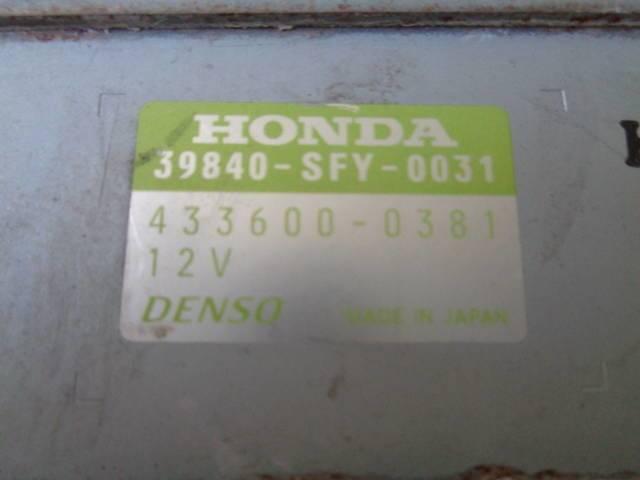 HONDA
39840-SFY-0031
433600-0381
12V
DENSO MADE IN JAPAN